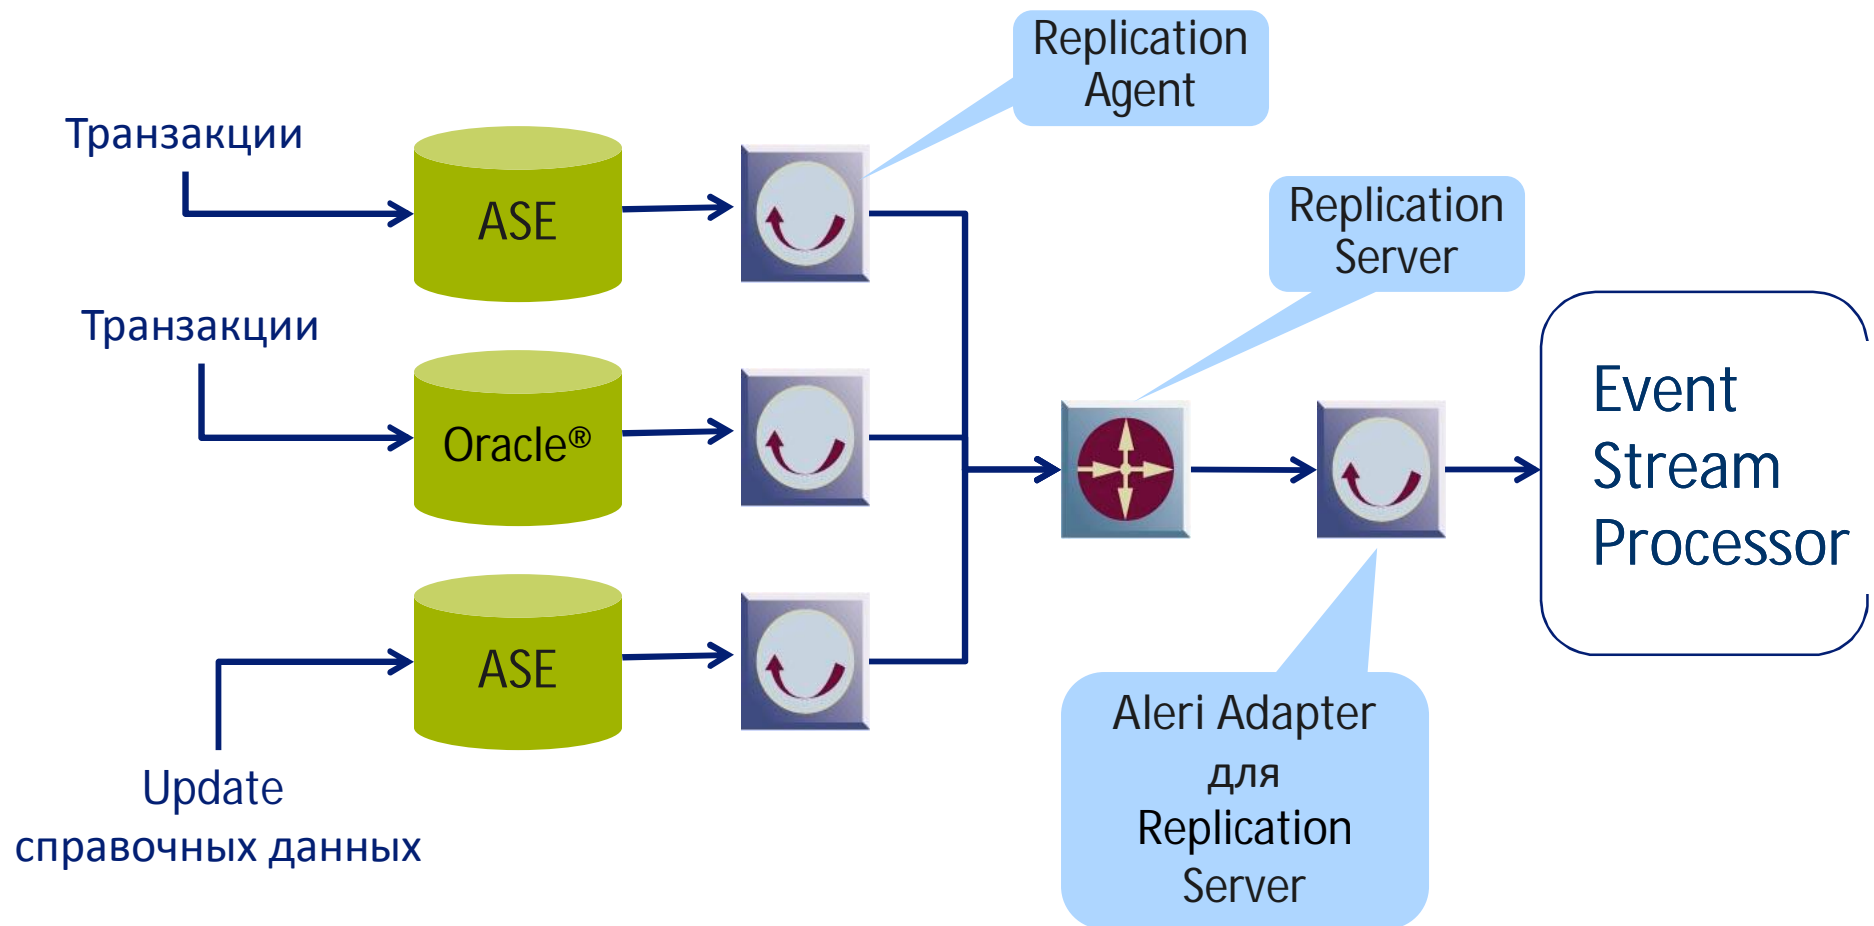 Replication
Agent
Транзакции
ASE
Replication
Server
Транзакции
Oracle®
Event
Stream
Processor
ASE
Update
справочных данных
Aleri Adapter
для
Replication
Server